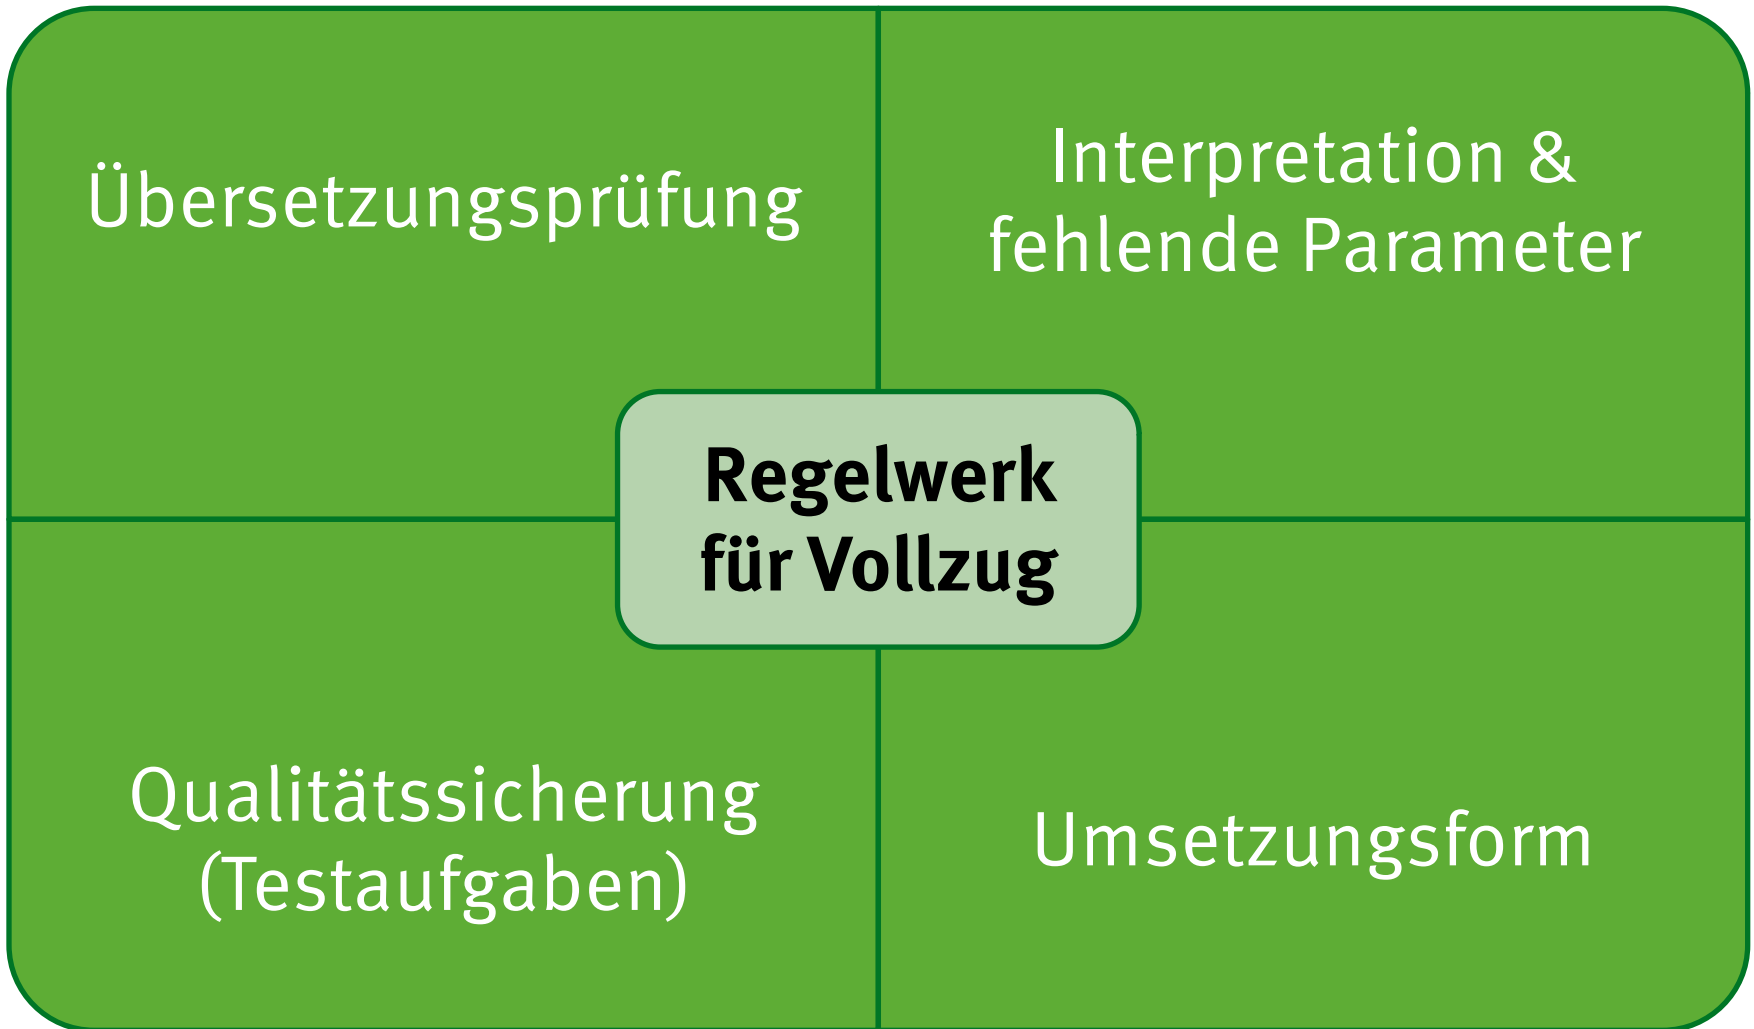 Übersetzungsprüfung
Interpretation &
fehlende Parameter
Regelwerk
für Vollzug
Qualitätssicherung
(Testaufgaben)
Umsetzungsform